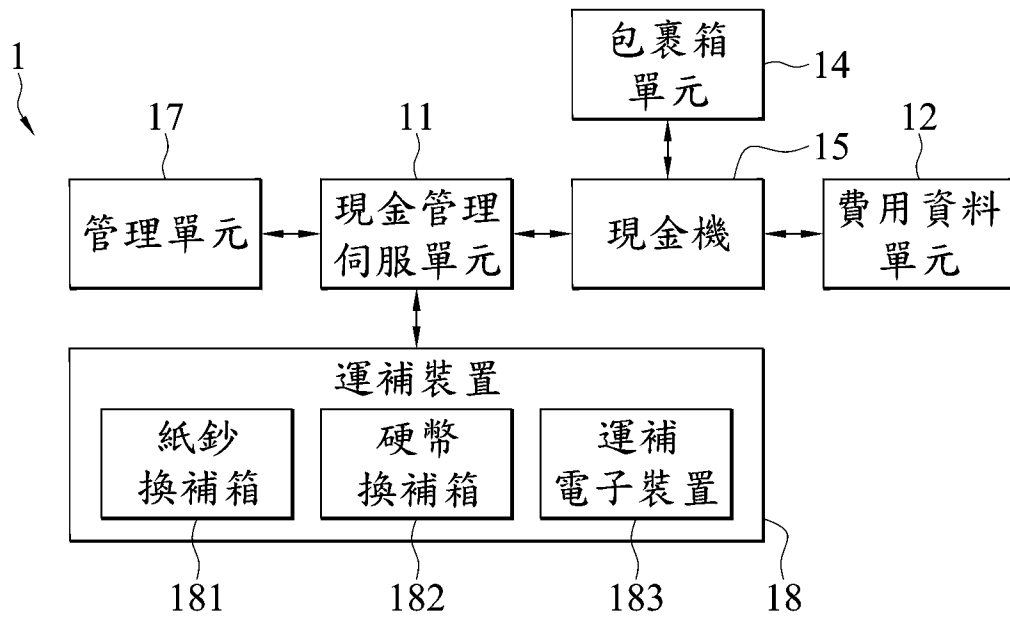 1
包裹箱
單元
14
17
11
15
12
管理單元
現金管理
伺服單元
現金機
費用資料
單元
運補裝置
紙鈔
換補箱
硬幣
換補箱
運補
電子裝置
181
182
183
18